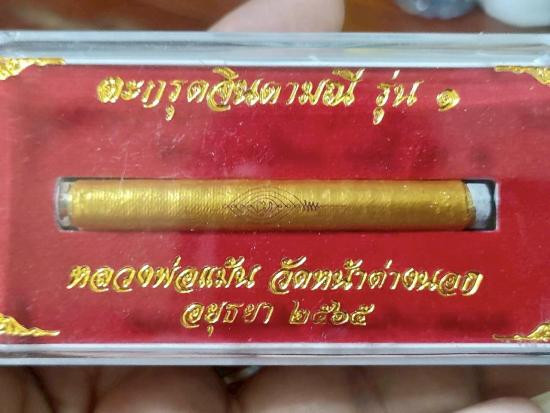 ตะกรุดจินดามณี รุ่น ๑
หลวงพ่อแม้น วัดหน้าต่างนอก
อยุธยา ๒๕๖๕